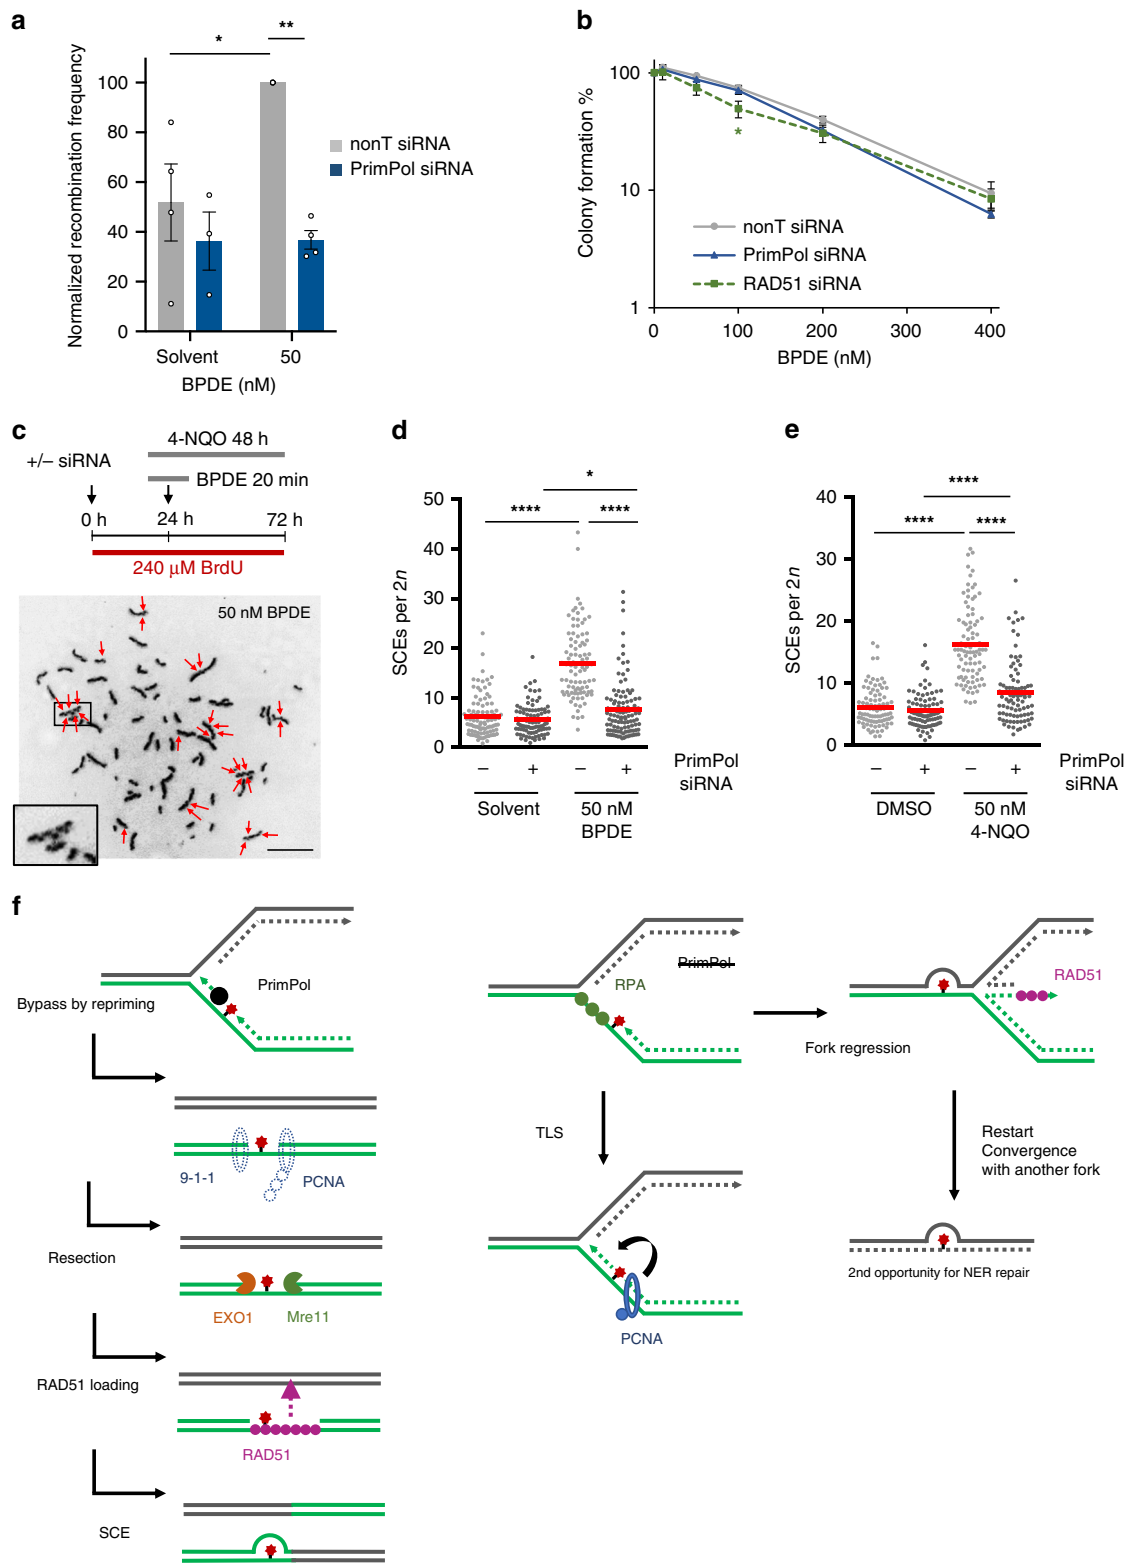 a
Normalized recombination frequency
100
80
60
40
20
0
*
**
nonT siRNA
PrimPol siRNA
Solvent
50
BPDE (nM)
b
Colony formation %
100
10
1
*
nonT siRNA
PrimPol siRNA
RAD51 siRNA
0
100
200
300
400
BPDE (nM)
c
4-NQO 48 h
+/− siRNA
BPDE 20 min
0 h
24 h
72 h
240 µM BrdU
50 nM BPDE
d
SCEs per 2n
50
40
30
20
10
0
*
****
****
− + − +
PrimPol
siRNA
Solvent
50 nM
BPDE
e
SCEs per 2n
40
30
20
10
0
****
****
****
− + − +
PrimPol
siRNA
DMSO
50 nM
4-NQO
f
PrimPol
Bypass by repriming
9-1-1
PCNA
Resection
EXO1
Mre11
RAD51 loading
RAD51
SCE
PrimPol
RPA
Fork regression
RAD51
TLS
PCNA
Restart
Convergence
with another fork
2nd opportunity for NER repair